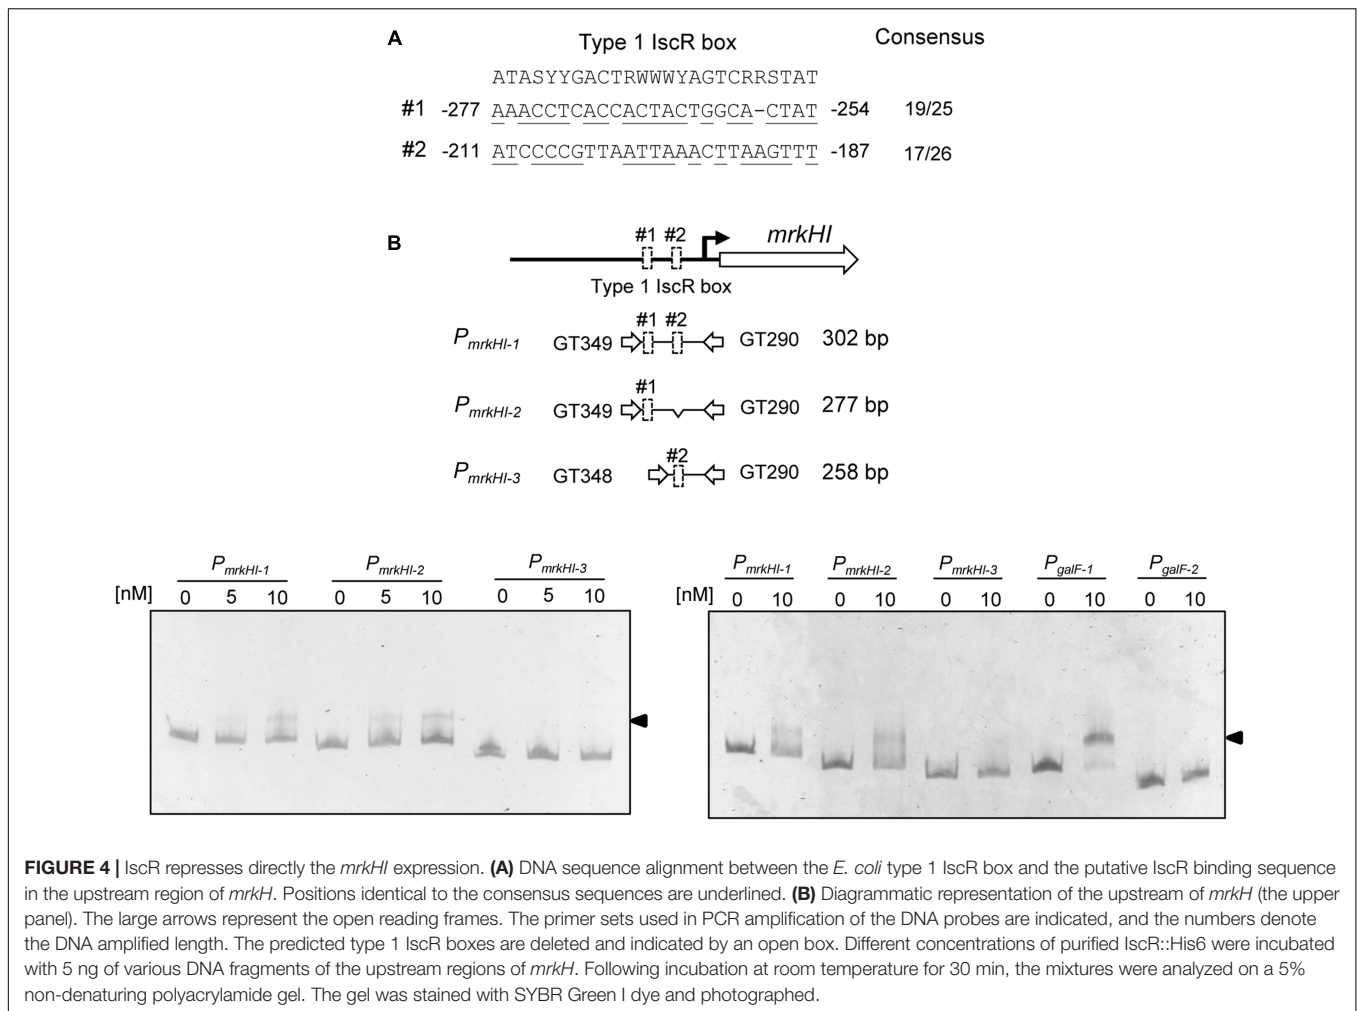 A
Type 1 IscR box
Consensus
ATASYYGACTRWWWYAGTCRRSTAT
#1 -277 AAACCTCACCACTACTGGCA–CTAT -254 19/25
#2 -211 ATCCCCGTTAATTAAACTTAAGTTT -187 17/26
B
#1 #2 mrkHI
Type 1 IscR box
#1 #2
PmrkHI-1 GT349 GT290 302 bp
#1
PmrkHI-2 GT349 GT290 277 bp
#2
PmrkHI-3 GT348 GT290 258 bp
PmrkHI-1 PmrkHI-2 PmrkHI-3
[nM] 0 5 10 0 5 10 0 5 10
PmrkHI-1 PmrkHI-2 PmrkHI-3 PgalF-1 PgalF-2
[nM] 0 10 0 10 0 10 0 10 0 10
FIGURE 4 | IscR represses directly the mrkHI expression. (A) DNA sequence alignment between the E. coli type 1 IscR box and the putative IscR binding sequence
in the upstream region of mrkH. Positions identical to the consensus sequences are underlined. (B) Diagrammatic representation of the upstream of mrkH (the upper
panel). The large arrows represent the open reading frames. The primer sets used in PCR amplification of the DNA probes are indicated, and the numbers denote
the DNA amplified length. The predicted type 1 IscR boxes are deleted and indicated by an open box. Different concentrations of purified IscR::His6 were incubated
with 5 ng of various DNA fragments of the upstream regions of mrkH. Following incubation at room temperature for 30 min, the mixtures were analyzed on a 5%
non-denaturing polyacrylamide gel. The gel was stained with SYBR Green I dye and photographed.